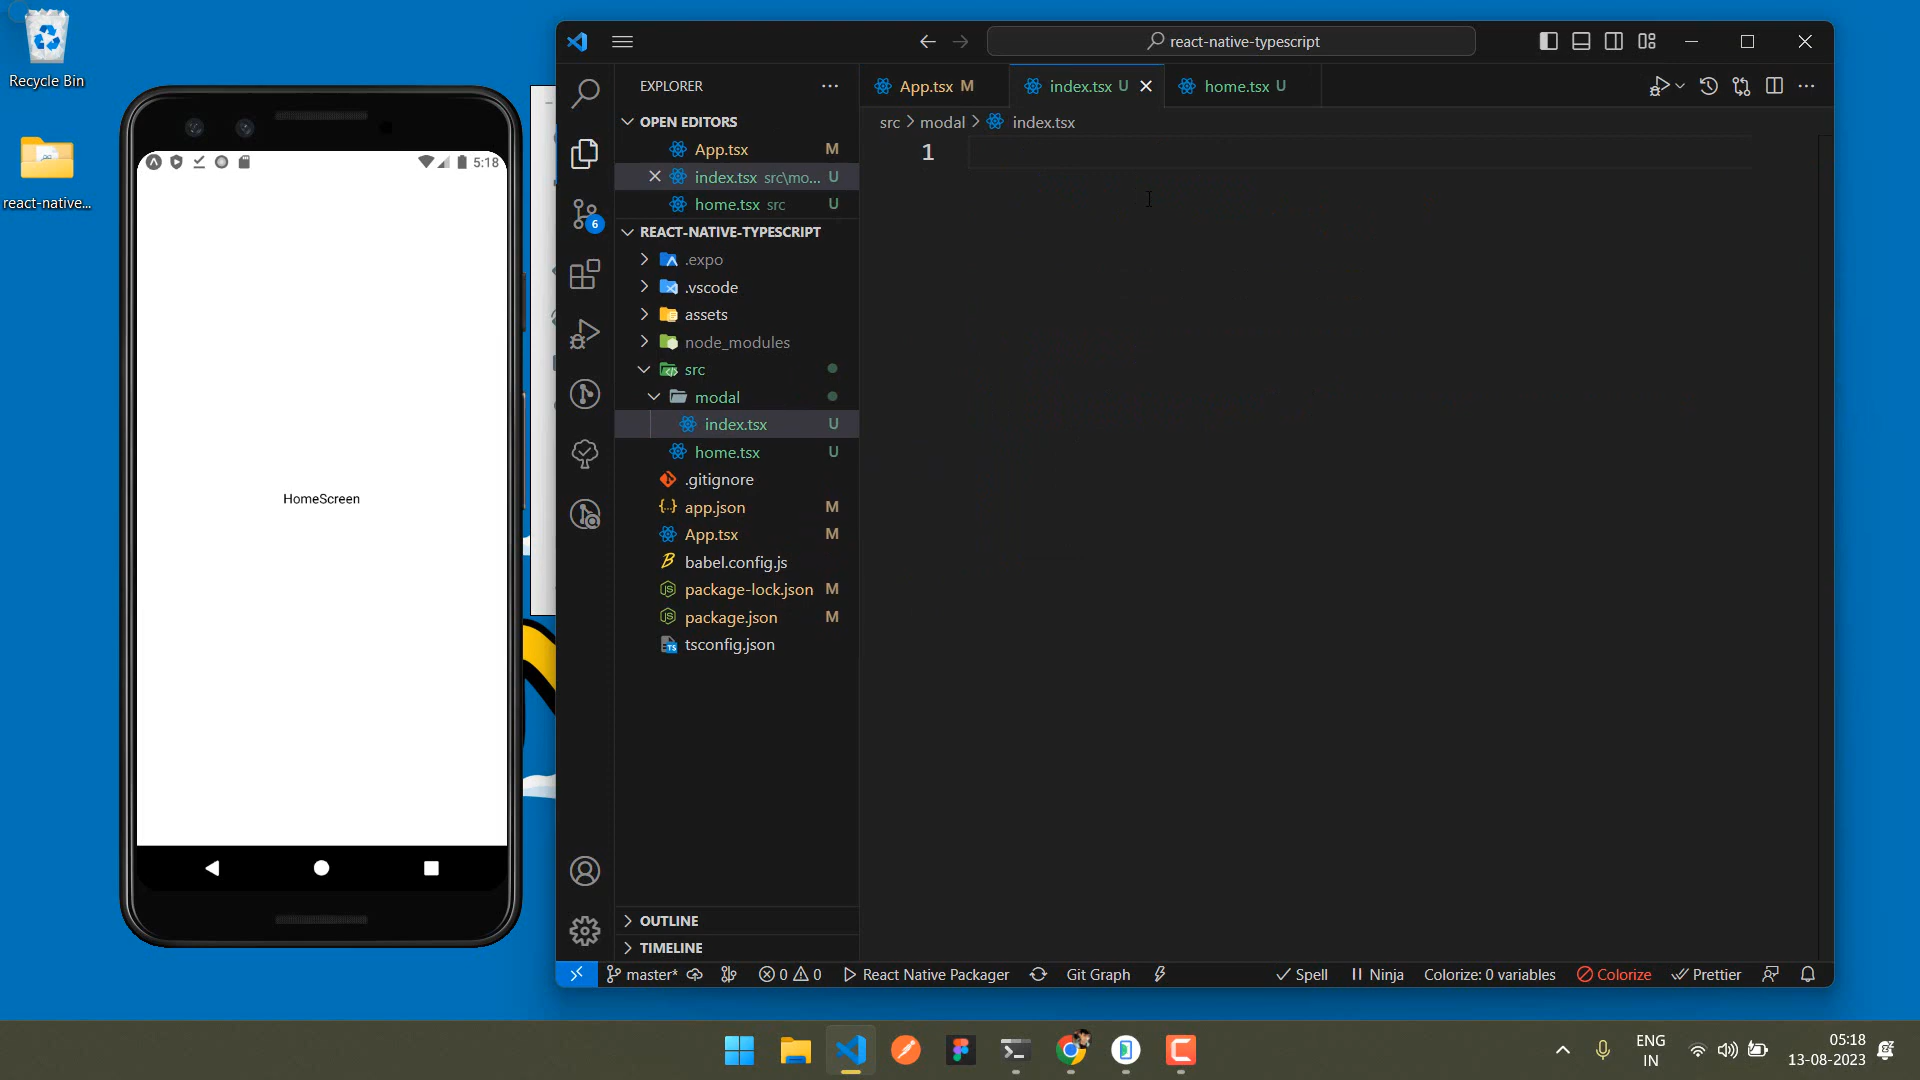 Recycle Bin
react-native...
5:18
HomeScreen
react-native-typescript
EXPLORER
App.tsx M
index.tsx U
home.tsx U
src > modal > index.tsx
1
OPEN EDITORS
App.tsx M
index.tsx src\mo... U
home.tsx src U
REACT-NATIVE-TYPESCRIPT
.expo
.vscode
assets
node_modules
src
modal
index.tsx U
home.tsx U
.gitignore
app.json M
App.tsx M
babel.config.js
package-lock.json M
package.json M
tsconfig.json
6
OUTLINE
TIMELINE
master* 0 0 React Native Packager Git Graph Spell Ninja Colorize: 0 variables Colorize Prettier
ENG
IN
05:18
13-08-2023